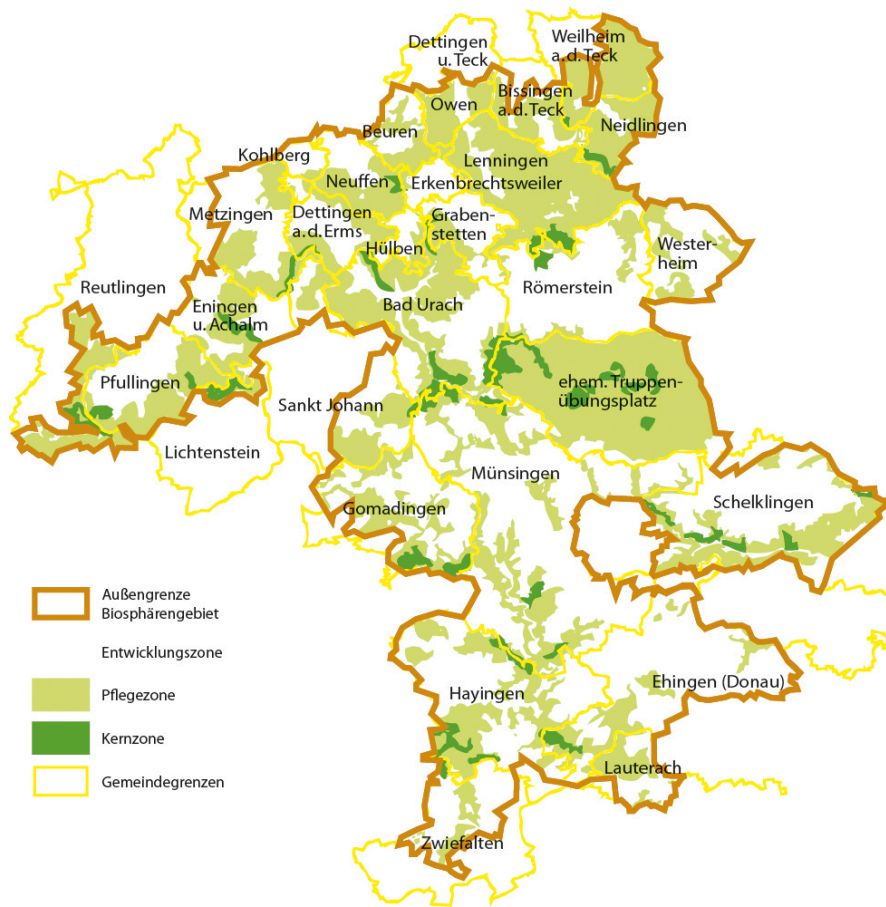 Dettingen
u. Teck
Weilheim
a. d. Teck
Owen
Bissingen
a. d. Teck
Beuren
Neidlingen
Kohlberg
Lenningen
Neuffen
Erkenbrechtsweiler
Metzingen
Dettingen
a. d. Erms
Graben-
stetten
Hülben
Wester-
heim
Reutlingen
Römerstein
Eningen
u. Achalm
Bad Urach
Pfullingen
Sankt Johann
ehem. Truppen-
übungsplatz
Lichtenstein
Münsingen
Schelklingen
Gomadingen
Außengrenze
Biosphärengebiet
Entwicklungszone
Pflegezone
Kernzone
Gemeindegrenzen
Hayingen
Ehingen (Donau)
Lauterach
Zwiefalten